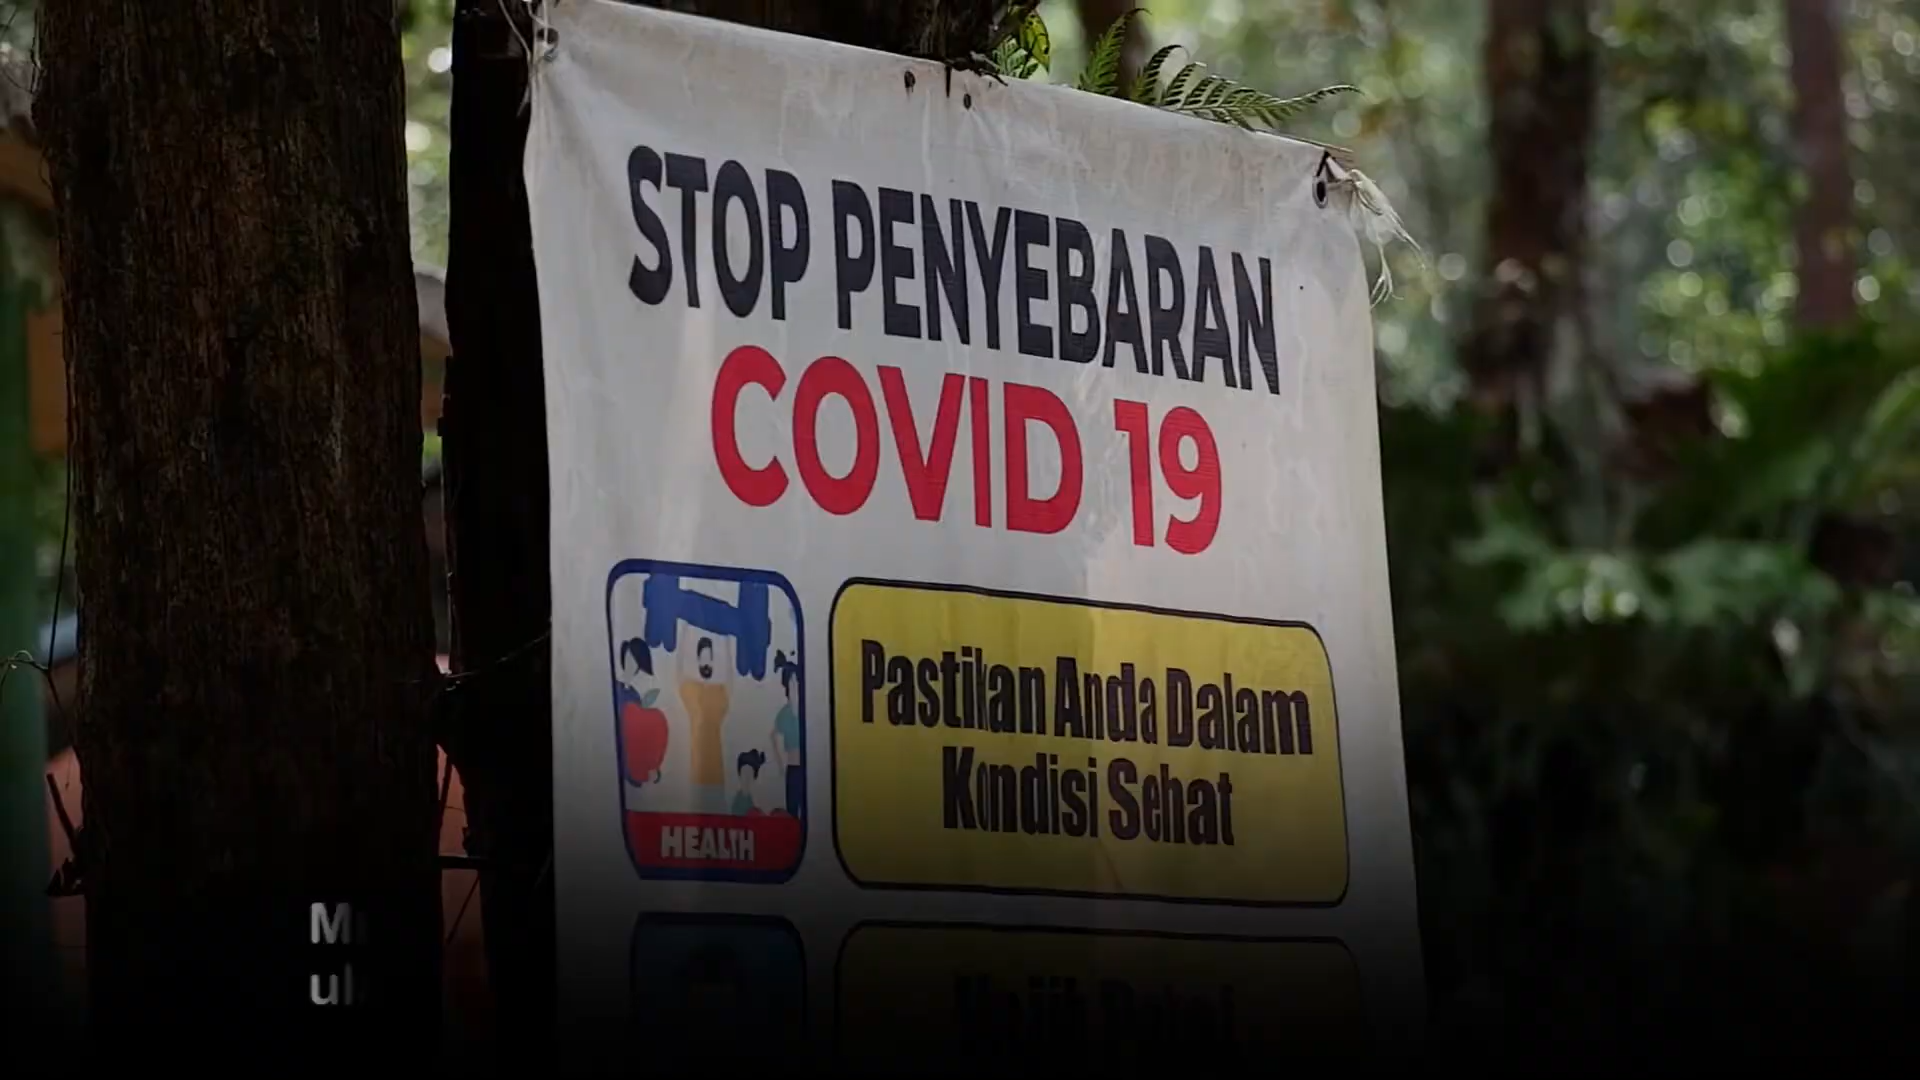 STOP PENYEBARAN
COVID 19
HEALTH
Pastikan Anda Dalam
Kondisi Sehat